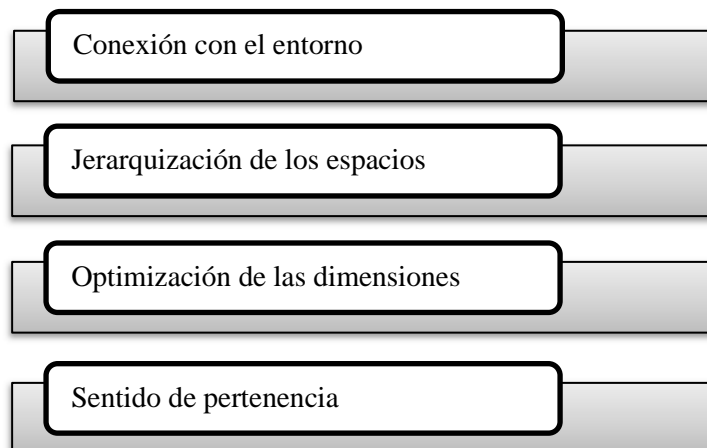 Conexión con el entorno
Jerarquización de los espacios
Optimización de las dimensiones
Sentido de pertenencia